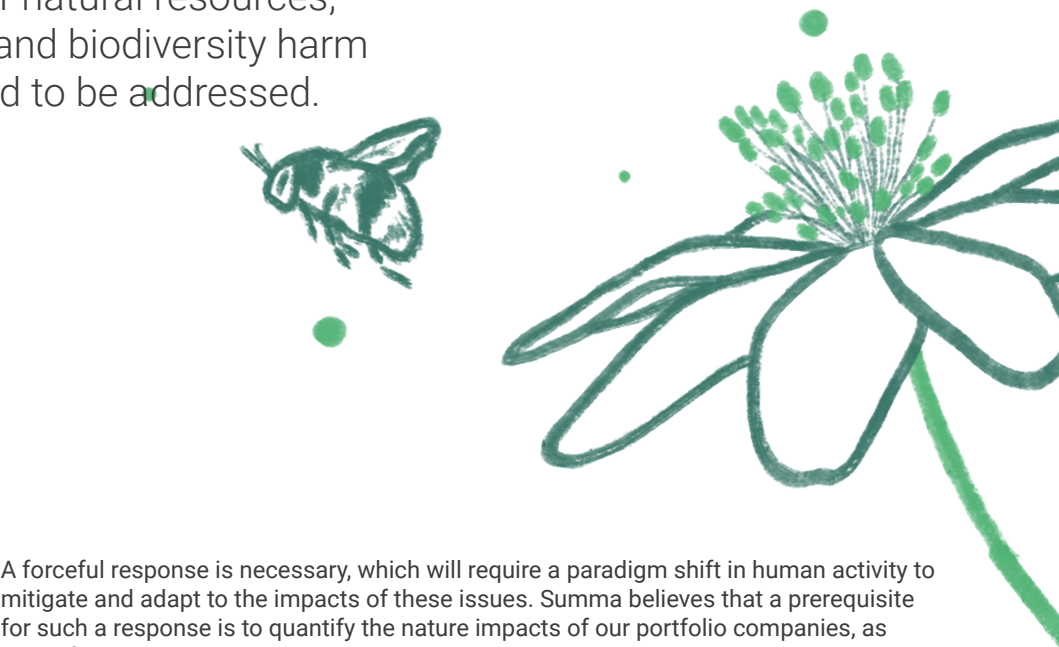 natural resources,
and biodiversity harm
d to be addressed.
A forceful response is necessary, which will require a paradigm shift in human activity to
mitigate and adapt to the impacts of these issues. Summa believes that a prerequisite
for such a response is to quantify the nature impacts of our portfolio companies, as